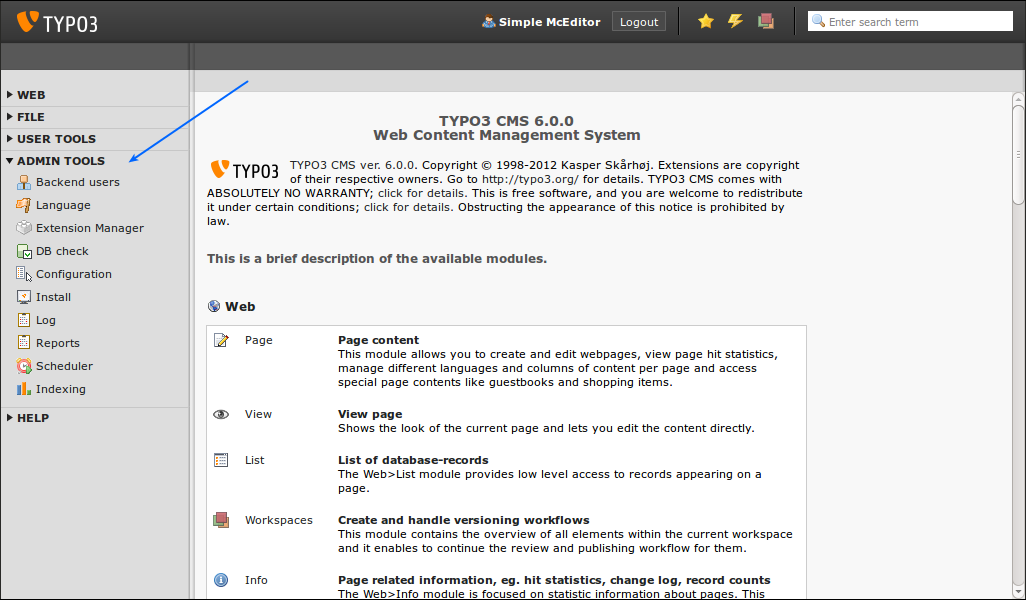 TYPO3
Simple McEditor
Logout
Enter search term
WEB
FILE
USER TOOLS
ADMIN TOOLS
Backend users
Language
Extension Manager
DB check
Configuration
Install
Log
Reports
Scheduler
Indexing
HELP
TYPO3 CMS 6.0.0
Web Content Management System
TYPO3
TYPO3 CMS ver. 6.0.0. Copyright © 1998-2012 Kasper Skårhøj. Extensions are copyright
of their respective owners. Go to http://typo3.org/ for details. TYPO3 CMS comes with
ABSOLUTELY NO WARRANTY; click for details. This is free software, and you are welcome to redistribute
it under certain conditions; click for details. Obstructing the appearance of this notice is prohibited by
law.
This is a brief description of the available modules.
Web
Page
Page content
This module allows you to create and edit webpages, view page hit statistics,
manage different languages and columns of content per page and access
special page contents like guestbooks and shopping items.
View
View page
Shows the look of the current page and lets you edit the content directly.
List
List of database-records
The Web>List module provides low level access to records appearing on a
page.
Workspaces
Create and handle versioning workflows
This module contains the overview of all elements within the current workspace
and it enables to continue the review and publishing workflow for them.
Info
Page related information, eg. hit statistics, change log, record counts
The Web>Info module is focused on statistic information about pages. This